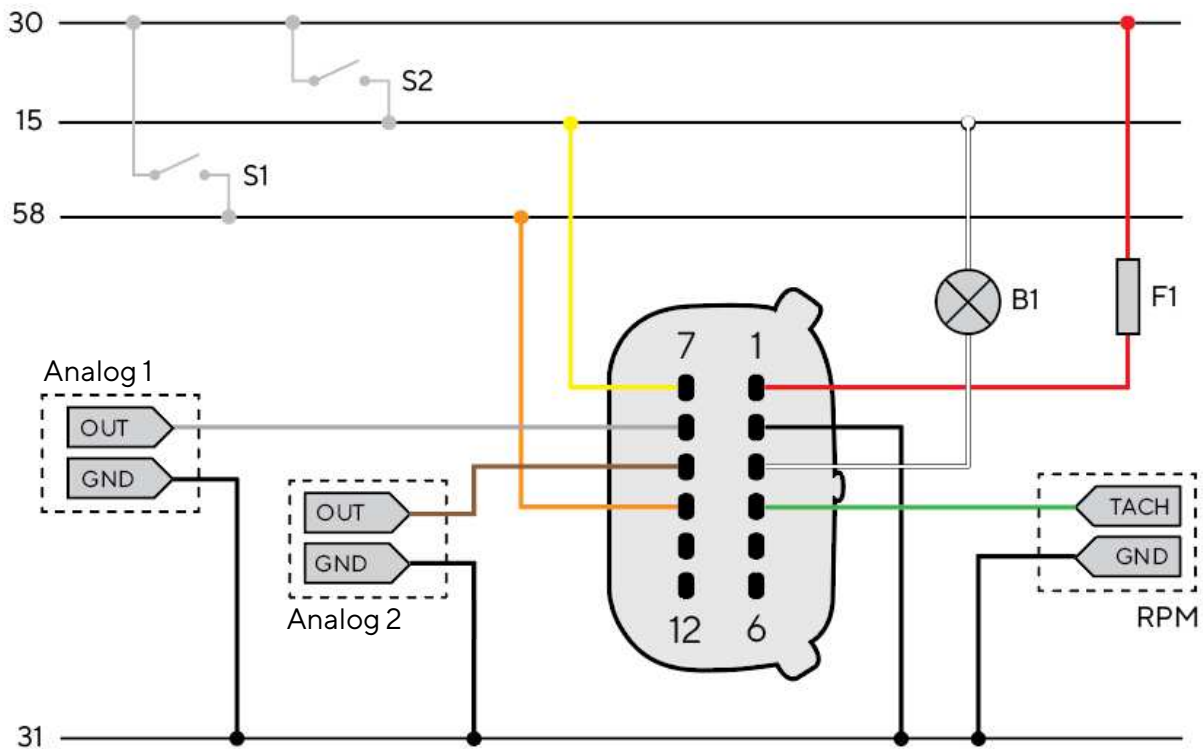 30
S2
15
S1
58
B1
F1
7 1
Analog 1
OUT
GND
OUT
GND
Analog 2
TACH
GND
RPM
12 6
31